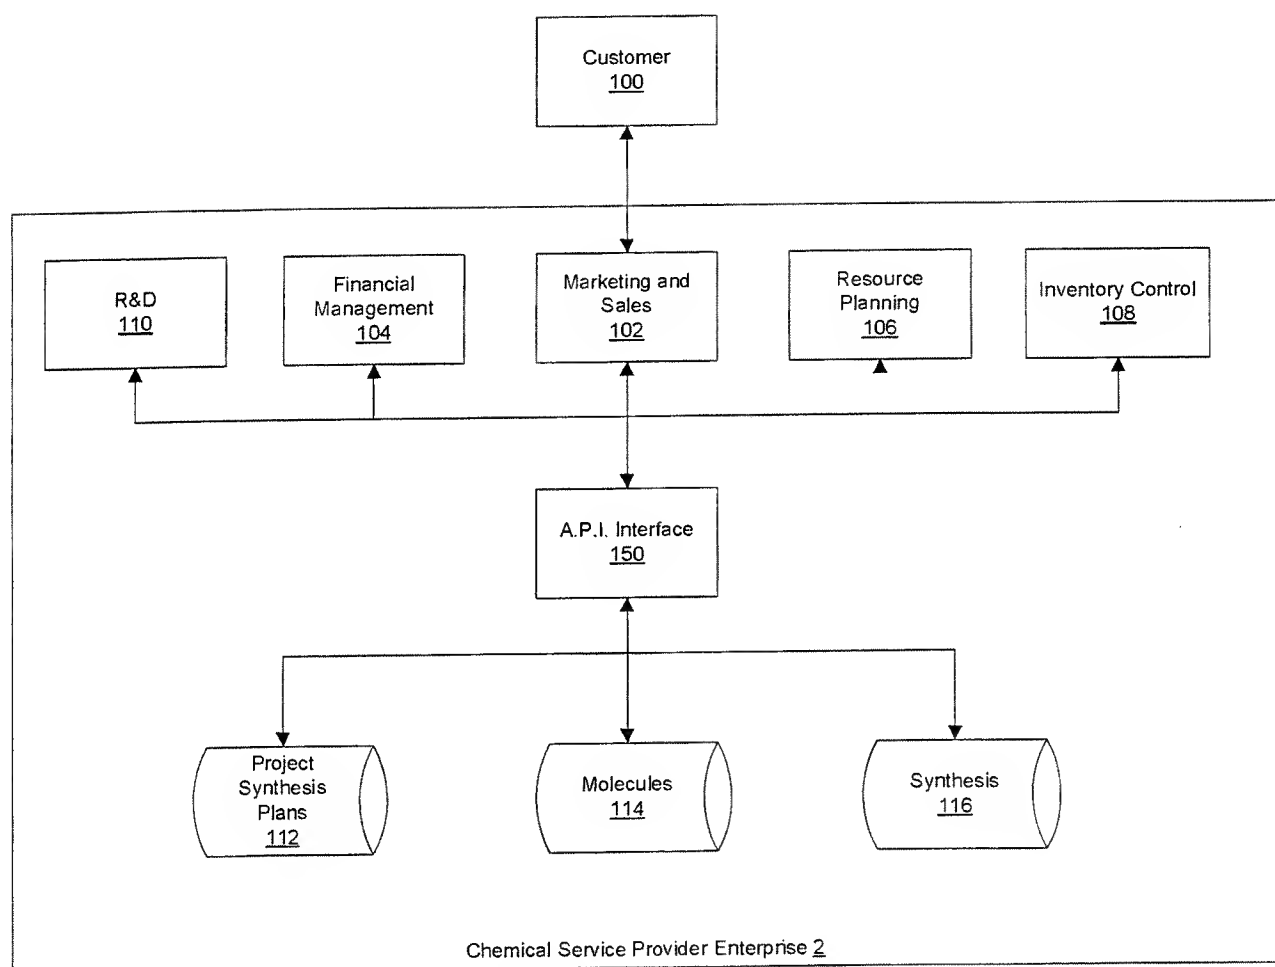 Customer
100
R&D
110
Financial
Management
104
Marketing and
Sales
102
Resource
Planning
106
Inventory Control
108
A.P.I. Interface
150
Project
Synthesis
Plans
112
Molecules
114
Synthesis
116
Chemical Service Provider Enterprise 2